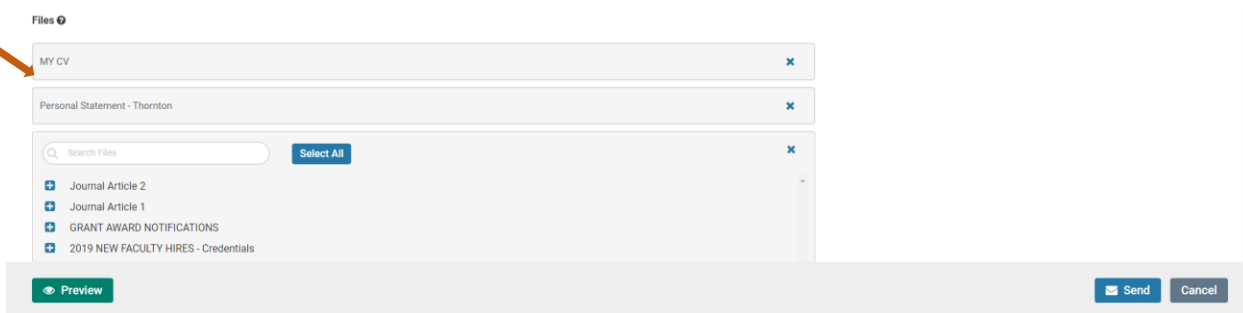 Files
MY CV
Personal Statement - Thornton
Search Files
Select All
Journal Article 2
Journal Article 1
GRANT AWARD NOTIFICATIONS
2019 NEW FACULTY HIRES - Credentials
Preview
Send
Cancel